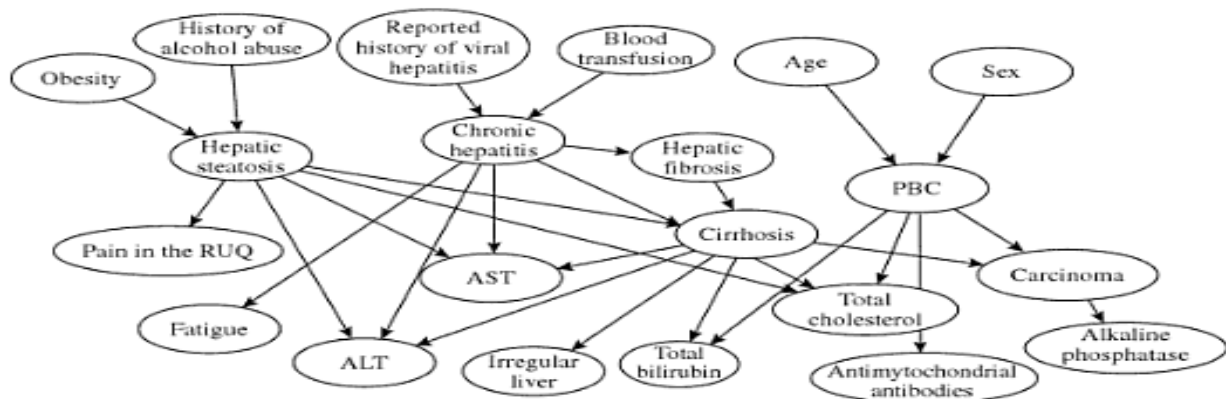 History of
alcohol abuse
Reported
history of viral
hepatitis
Blood
transfusion
Age
Sex
Obesity
Hepatic
steatosis
Chronic
hepatitis
Hepatic
fibrosis
PBC
Pain in the RUQ
Cirrhosis
AST
Carcinoma
Fatigue
Total
cholesterol
ALT
Irregular
liver
Total
bilirubin
Antimytochondrial
antibodies
Alkaline
phosphatase